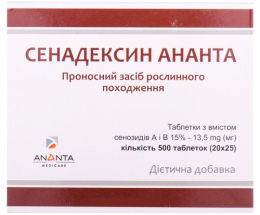 СЕНАДЕКСИН АНАНТА
Проносний засіб рослинного
походження
Таблетки з вмістом
сенозидів А і В 15% - 13,5 mg (мг)
кількість 500 таблеток (20х25)
ANANTA
MEDICARE
Дієтична добавка